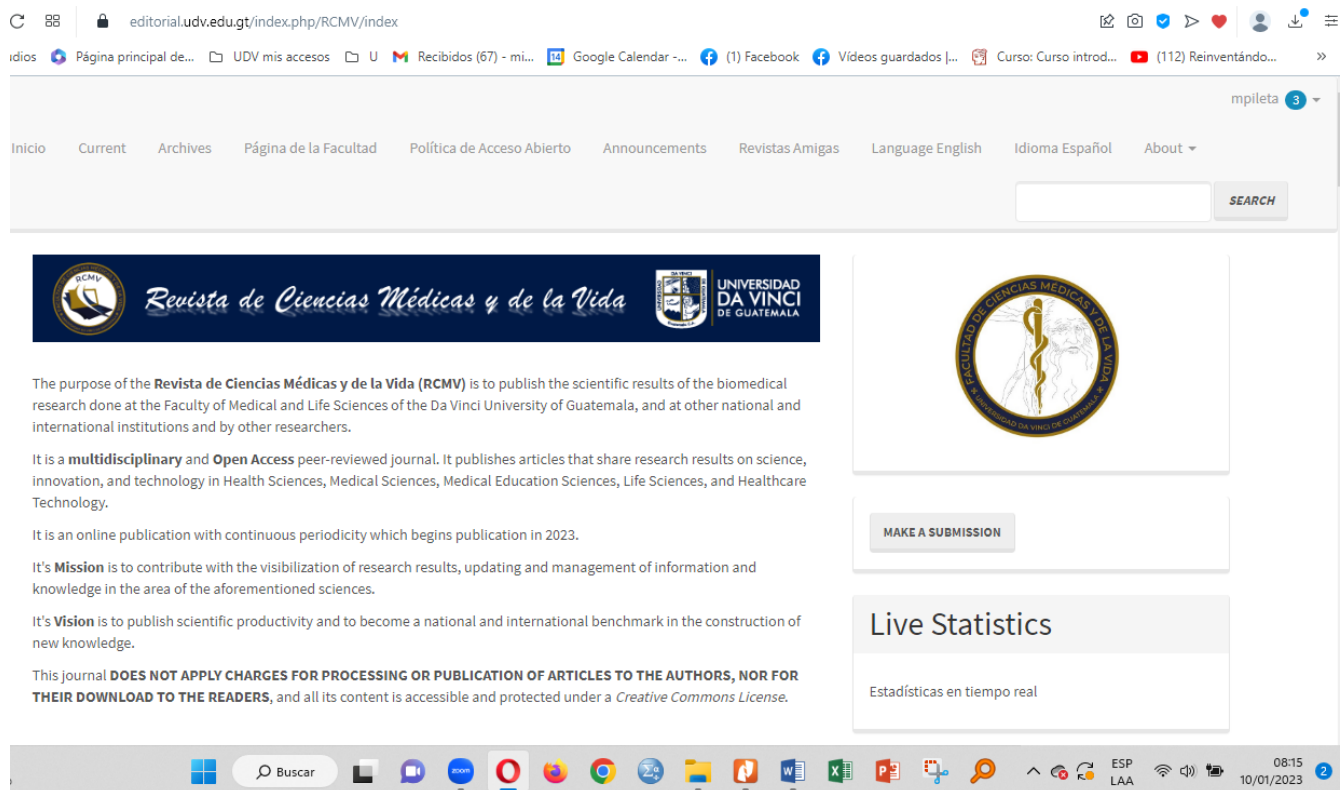 editorial.udv.edu.gt/index.php/RCMV/index
udios Página principal de... UDV mis accesos U Recibidos (67) - mi... 14 Google Calendar -... (1) Facebook Vídeos guardados |... Curso: Curso introd... (112) Reinventándo... »
mpileta 3
Inicio Current Archives Página de la Facultad Política de Acceso Abierto Announcements Revistas Amigas Language English Idioma Español About
SEARCH
RCMV
Revista de Ciencias Médicas y de la Vida
DA VINCI
UNIVERSIDAD
DA VINCI
DE GUATEMALA
The purpose of the Revista de Ciencias Médicas y de la Vida (RCMV) is to publish the scientific results of the biomedical
research done at the Faculty of Medical and Life Sciences of the Da Vinci University of Guatemala, and at other national and
international institutions and by other researchers.
It is a multidisciplinary and Open Access peer-reviewed journal. It publishes articles that share research results on science,
innovation, and technology in Health Sciences, Medical Sciences, Medical Education Sciences, Life Sciences, and Healthcare
Technology.
It is an online publication with continuous periodicity which begins publication in 2023.
It's Mission is to contribute with the visibilization of research results, updating and management of information and
knowledge in the area of the aforementioned sciences.
It's Vision is to publish scientific productivity and to become a national and international benchmark in the construction of
new knowledge.
This journal DOES NOT APPLY CHARGES FOR PROCESSING OR PUBLICATION OF ARTICLES TO THE AUTHORS, NOR FOR
THEIR DOWNLOAD TO THE READERS, and all its content is accessible and protected under a Creative Commons License.
FACULTAD DE CIENCIAS MÉDICAS Y DE LA VIDA
UNIVERSIDAD DA VINCI DE GUATEMALA
MAKE A SUBMISSION
Live Statistics
Estadísticas en tiempo real
Buscar
zoom
ESP
LAA
08:15
10/01/2023
2